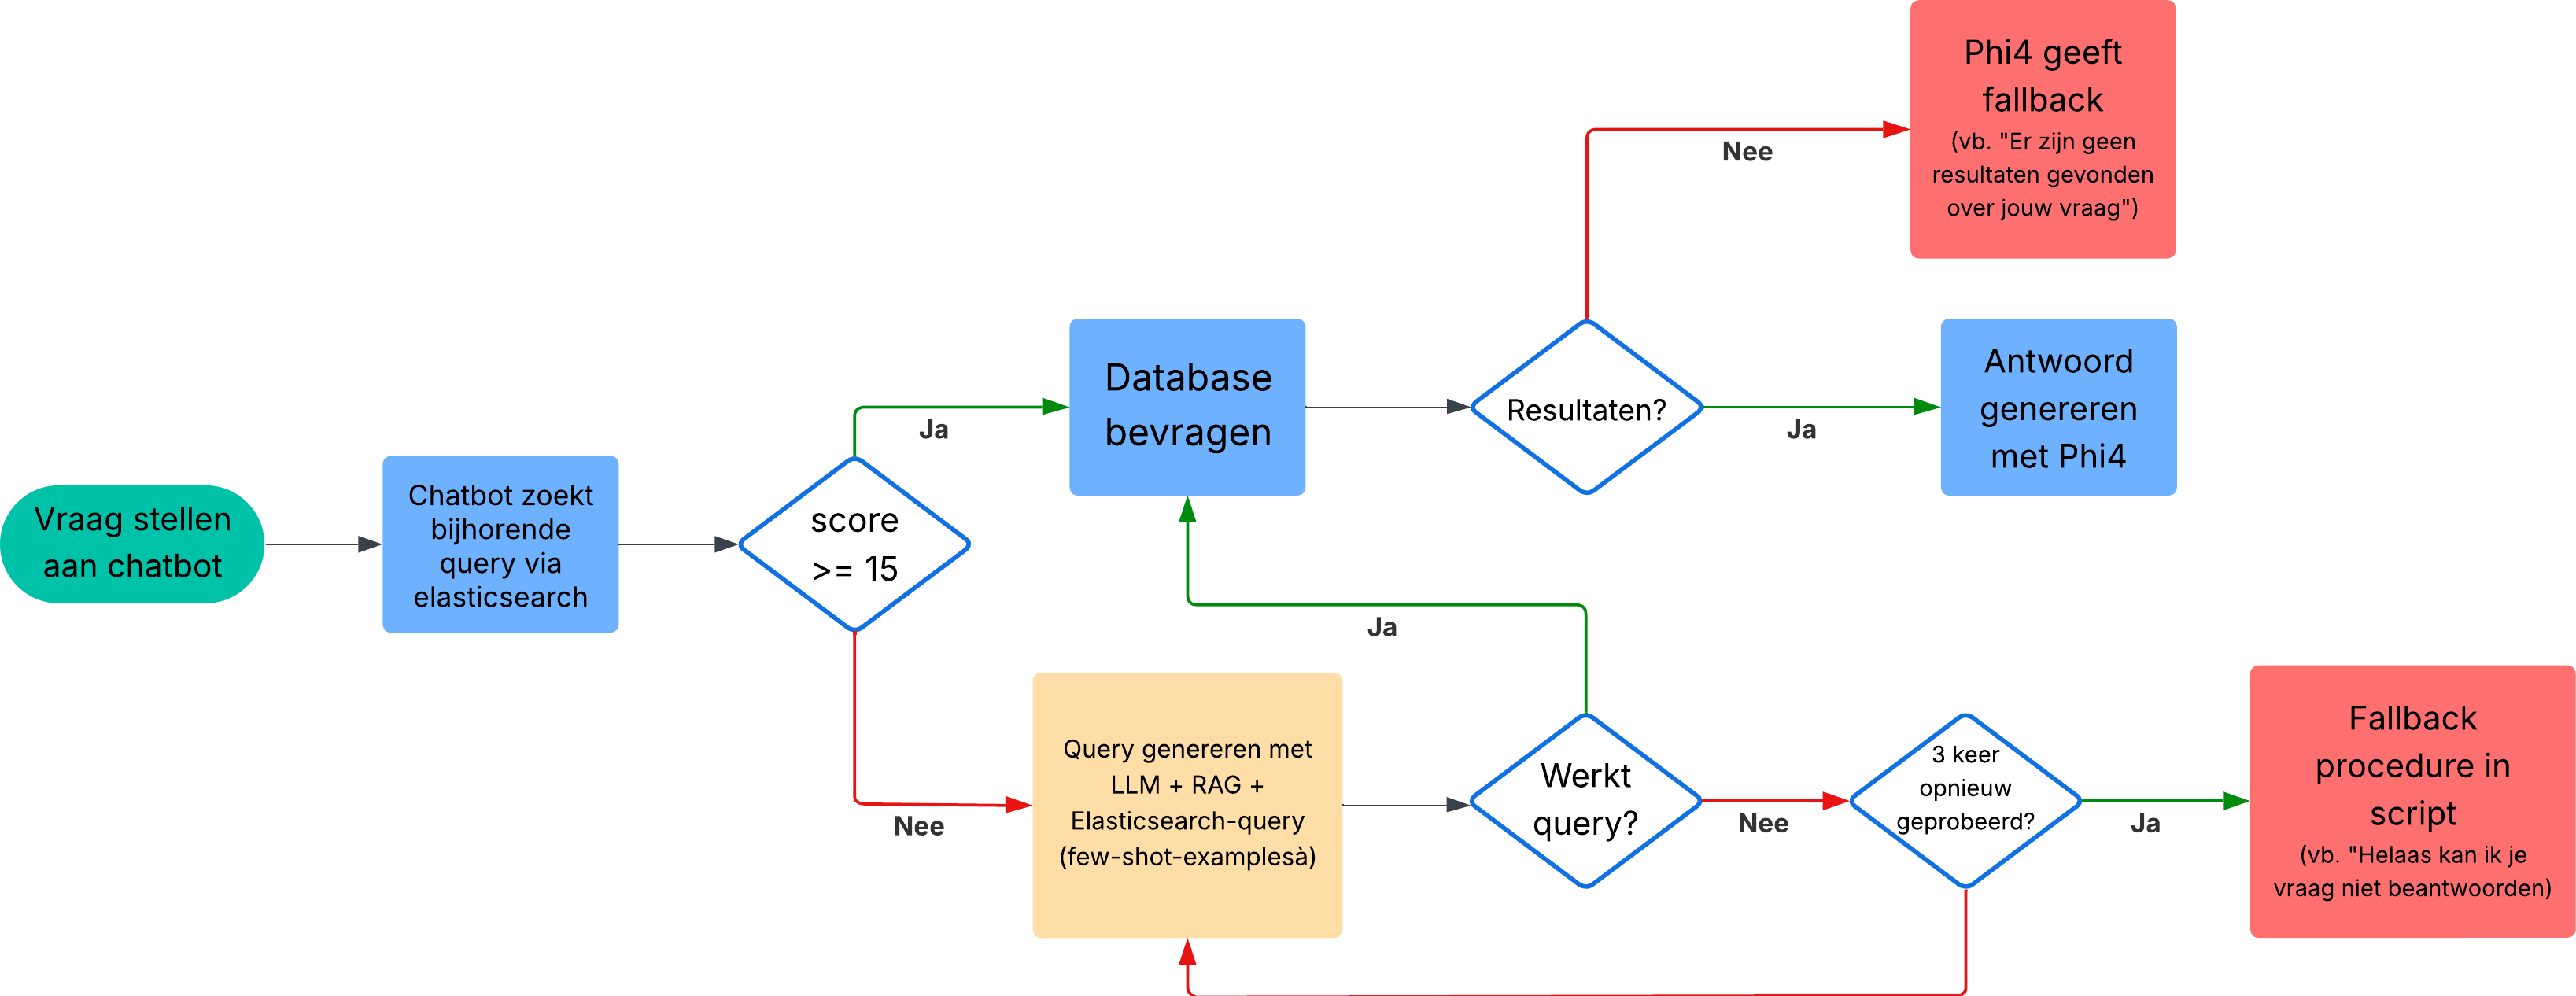 Vraag stellen
aan chatbot
Chatbot zoekt
bijhorende
query via
elasticsearch
score
>= 15
Ja
Nee
Database
bevragen
Resultaten?
Nee
Phi4 geeft
fallback
(vb. "Er zijn geen
resultaten gevonden
over jouw vraag")
Ja
Antwoord
genereren
met Phi4
Query genereren met
LLM + RAG +
Elasticsearch-query
(few-shot-examplesà)
Werkt
query?
Ja
Nee
3 keer
opnieuw
geprobeerd?
Ja
Fallback
procedure in
script
(vb. "Helaas kan ik je
vraag niet beantwoorden)